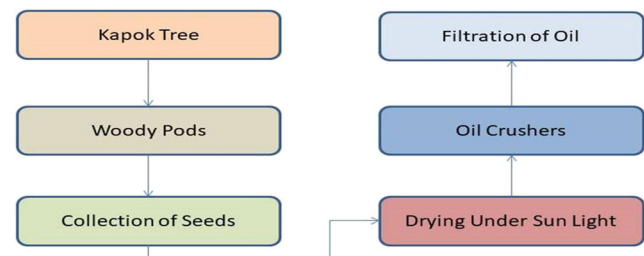 Kapok Tree
Woody Pods
Collection of Seeds
Filtration of Oil
Oil Crushers
Drying Under Sun Light